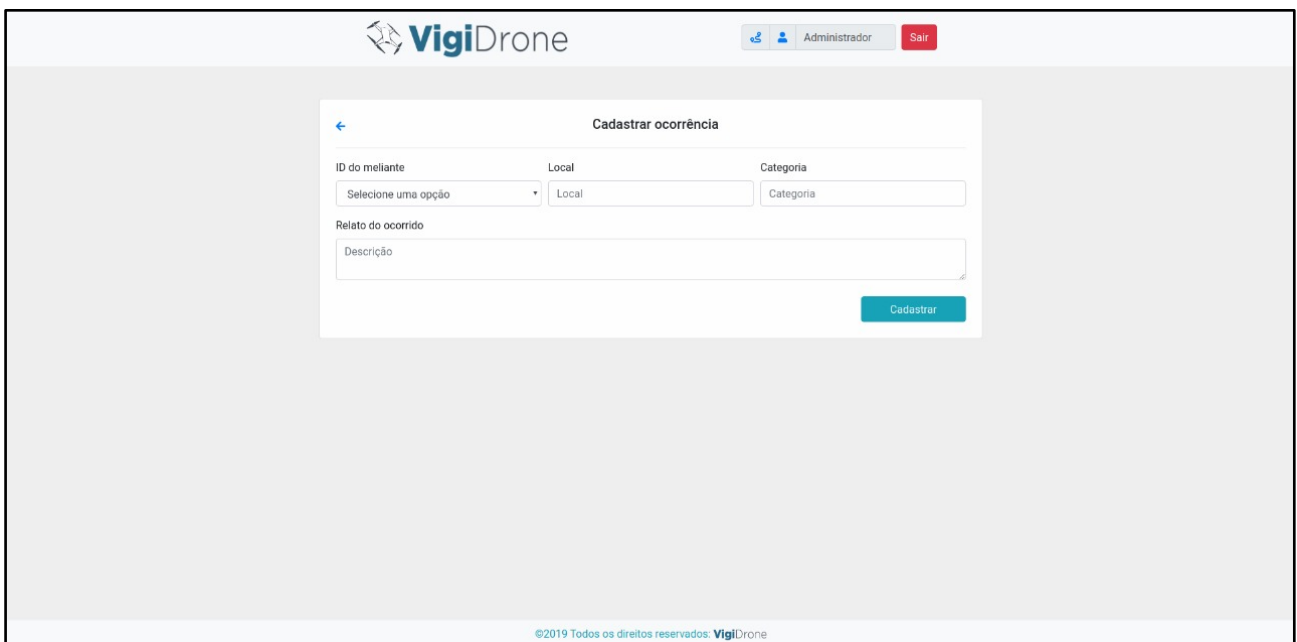 VigiDrone
Administrador
Sair
Cadastrar ocorrência
ID do meliante Local Categoria
Selecione uma opção Local Categoria
Relato do ocorrido
Descrição
Cadastrar
©2019 Todos os direitos reservados: VigiDrone